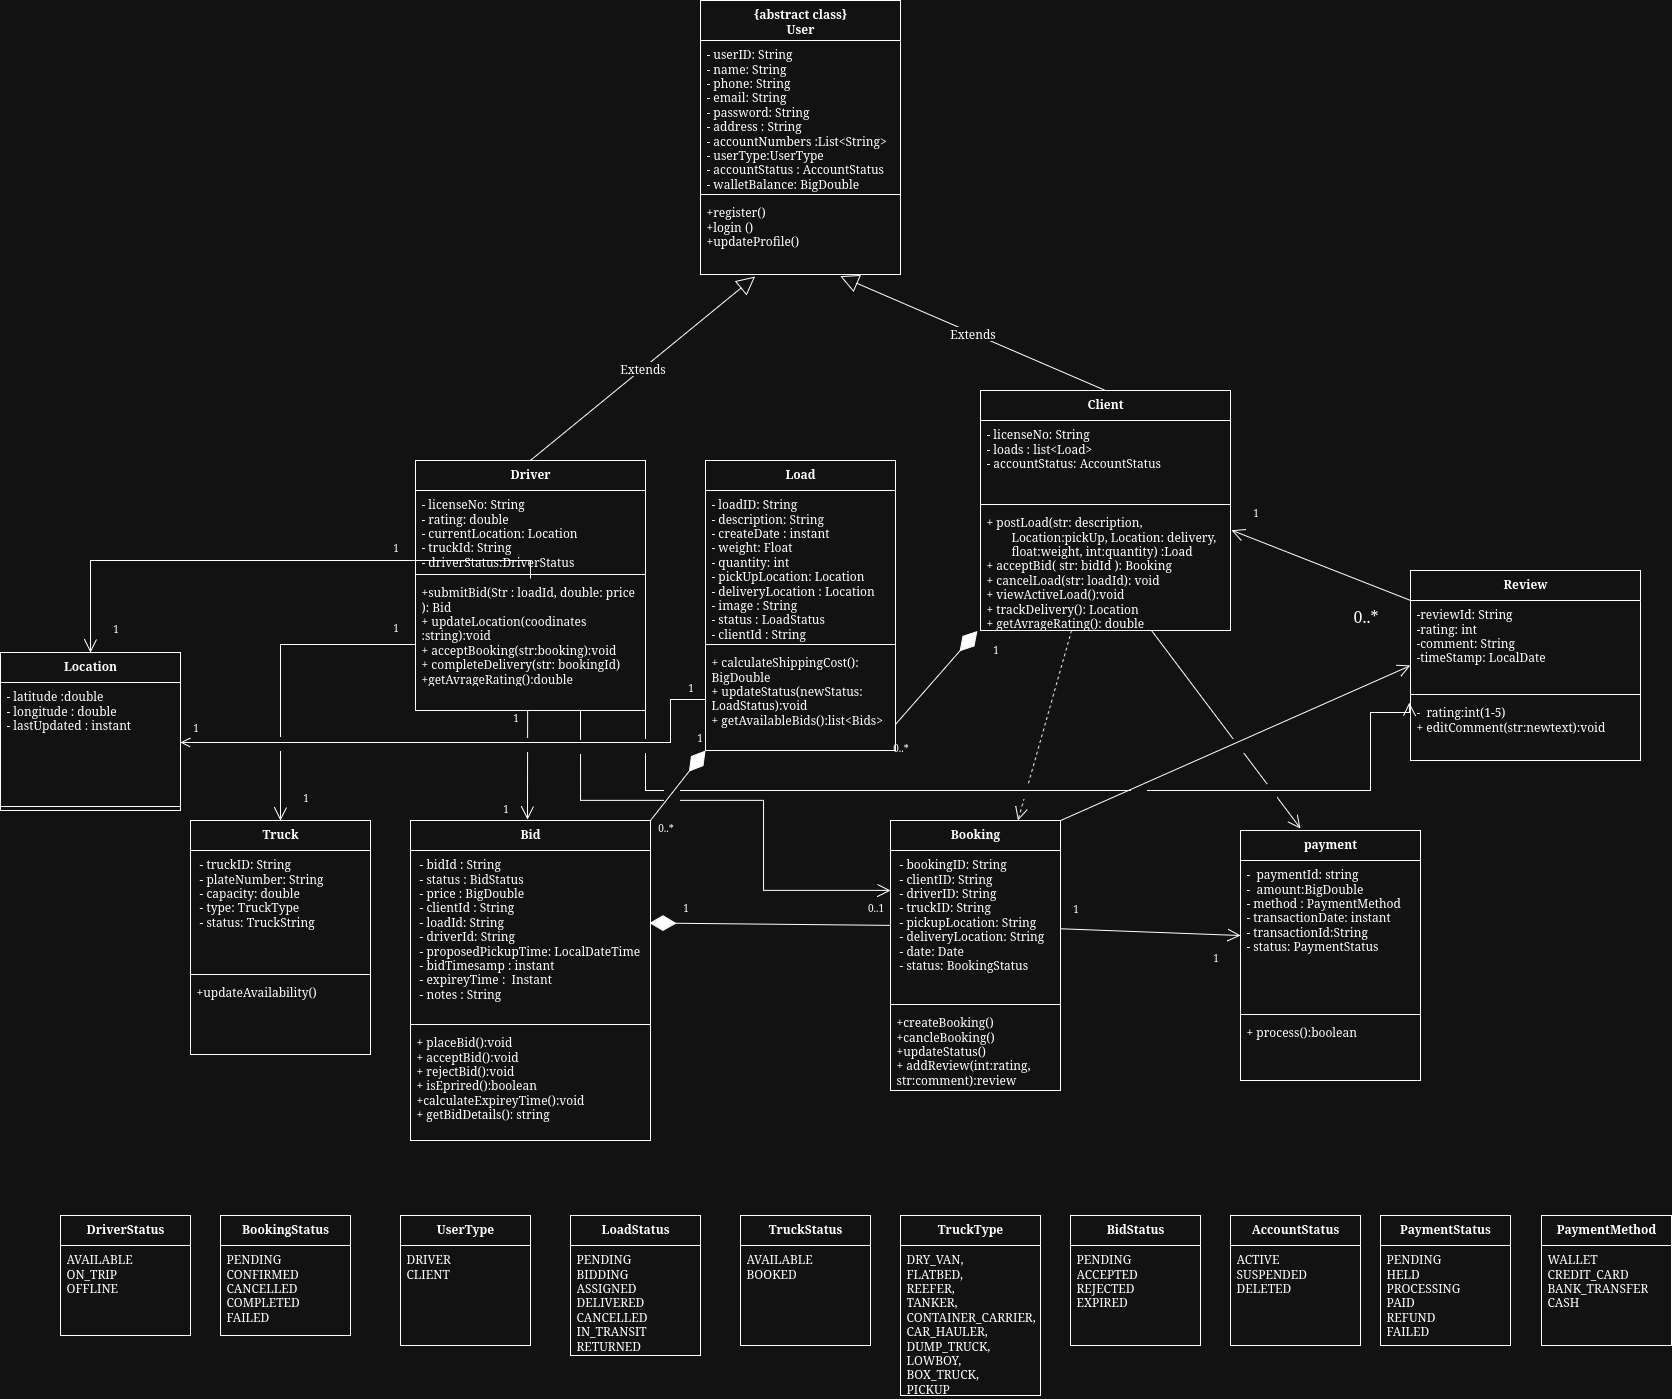 {abstract class}
User
- userID: String
- name: String
- phone: String
- email: String
- password: String
- address : String
- accountNumbers :List<String>
- userType:UserType
- accountStatus : AccountStatus
- walletBalance: BigDouble
+register()
+login ()
+updateProfile()
Extends
Extends
Client
- licenseNo: String
- loads : list<Load>
- accountStatus: AccountStatus
+ postLoad(str: description,
Location:pickUp, Location: delivery,
float:weight, int:quantity) :Load
+ acceptBid( str: bidId ): Booking
+ cancelLoad(str: loadId): void
+ viewActiveLoad():void
+ trackDelivery(): Location
+ getAvrageRating(): double
1
1
Driver
- licenseNo: String
- rating: double
- currentLocation: Location
- truckId: String
- driverStatus:DriverStatus
+submitBid(Str : loadId, double: price
): Bid
+ updateLocation(coodinates
:string):void
+ acceptBooking(str:booking):void
+ completeDelivery(str: bookingId)
+getAvrageRating():double
1
1
1
1
Load
- loadID: String
- description: String
- createDate : instant
- weight: Float
- quantity: int
- pickUpLocation: Location
- deliveryLocation : Location
- image : String
- status : LoadStatus
- clientId : String
+ calculateShippingCost():
BigDouble
+ updateStatus(newStatus:
LoadStatus):void
+ getAvailableBids():list<Bids>
1
1
0..*
Review
-reviewId: String
-rating: int
-comment: String
-timeStamp: LocalDate
-  rating:int(1-5)
+ editComment(str:newtext):void
0..*
Location
- latitude :double
- longitude : double
- lastUpdated : instant
1
1
Truck
- truckID: String
- plateNumber: String
- capacity: double
- type: TruckType
- status: TruckString
+updateAvailability()
1
Bid
- bidId : String
- status : BidStatus
- price : BigDouble
- clientId : String
- loadId: String
- driverId: String
- proposedPickupTime: LocalDateTime
- bidTimesamp : instant
- expireyTime :  Instant
- notes : String
+ placeBid():void
+ acceptBid():void
+ rejectBid():void
+ isEprired():boolean
+calculateExpireyTime():void
+ getBidDetails(): string
0..*
1
0..1
Booking
- bookingID: String
- clientID: String
- driverID: String
- truckID: String
- pickupLocation: String
- deliveryLocation: String
- date: Date
- status: BookingStatus
+createBooking()
+cancleBooking()
+updateStatus()
+ addReview(int:rating,
str:comment):review
1
1
payment
-  paymentId: string
-  amount:BigDouble
- method : PaymentMethod
- transactionDate: instant
- transactionId:String
- status: PaymentStatus
+ process():boolean
DriverStatus
AVAILABLE
ON_TRIP
OFFLINE
BookingStatus
PENDING
CONFIRMED
CANCELLED
COMPLETED
FAILED
UserType
DRIVER
CLIENT
LoadStatus
PENDING
BIDDING
ASSIGNED
DELIVERED
CANCELLED
IN_TRANSIT
RETURNED
TruckStatus
AVAILABLE
BOOKED
TruckType
DRY_VAN,
FLATBED,
REEFER,
TANKER,
CONTAINER_CARRIER,
CAR_HAULER,
DUMP_TRUCK,
LOWBOY,
BOX_TRUCK,
PICKUP
BidStatus
PENDING
ACCEPTED
REJECTED
EXPIRED
AccountStatus
ACTIVE
SUSPENDED
DELETED
PaymentStatus
PENDING
HELD
PROCESSING
PAID
REFUND
FAILED
PaymentMethod
WALLET
CREDIT_CARD
BANK_TRANSFER
CASH